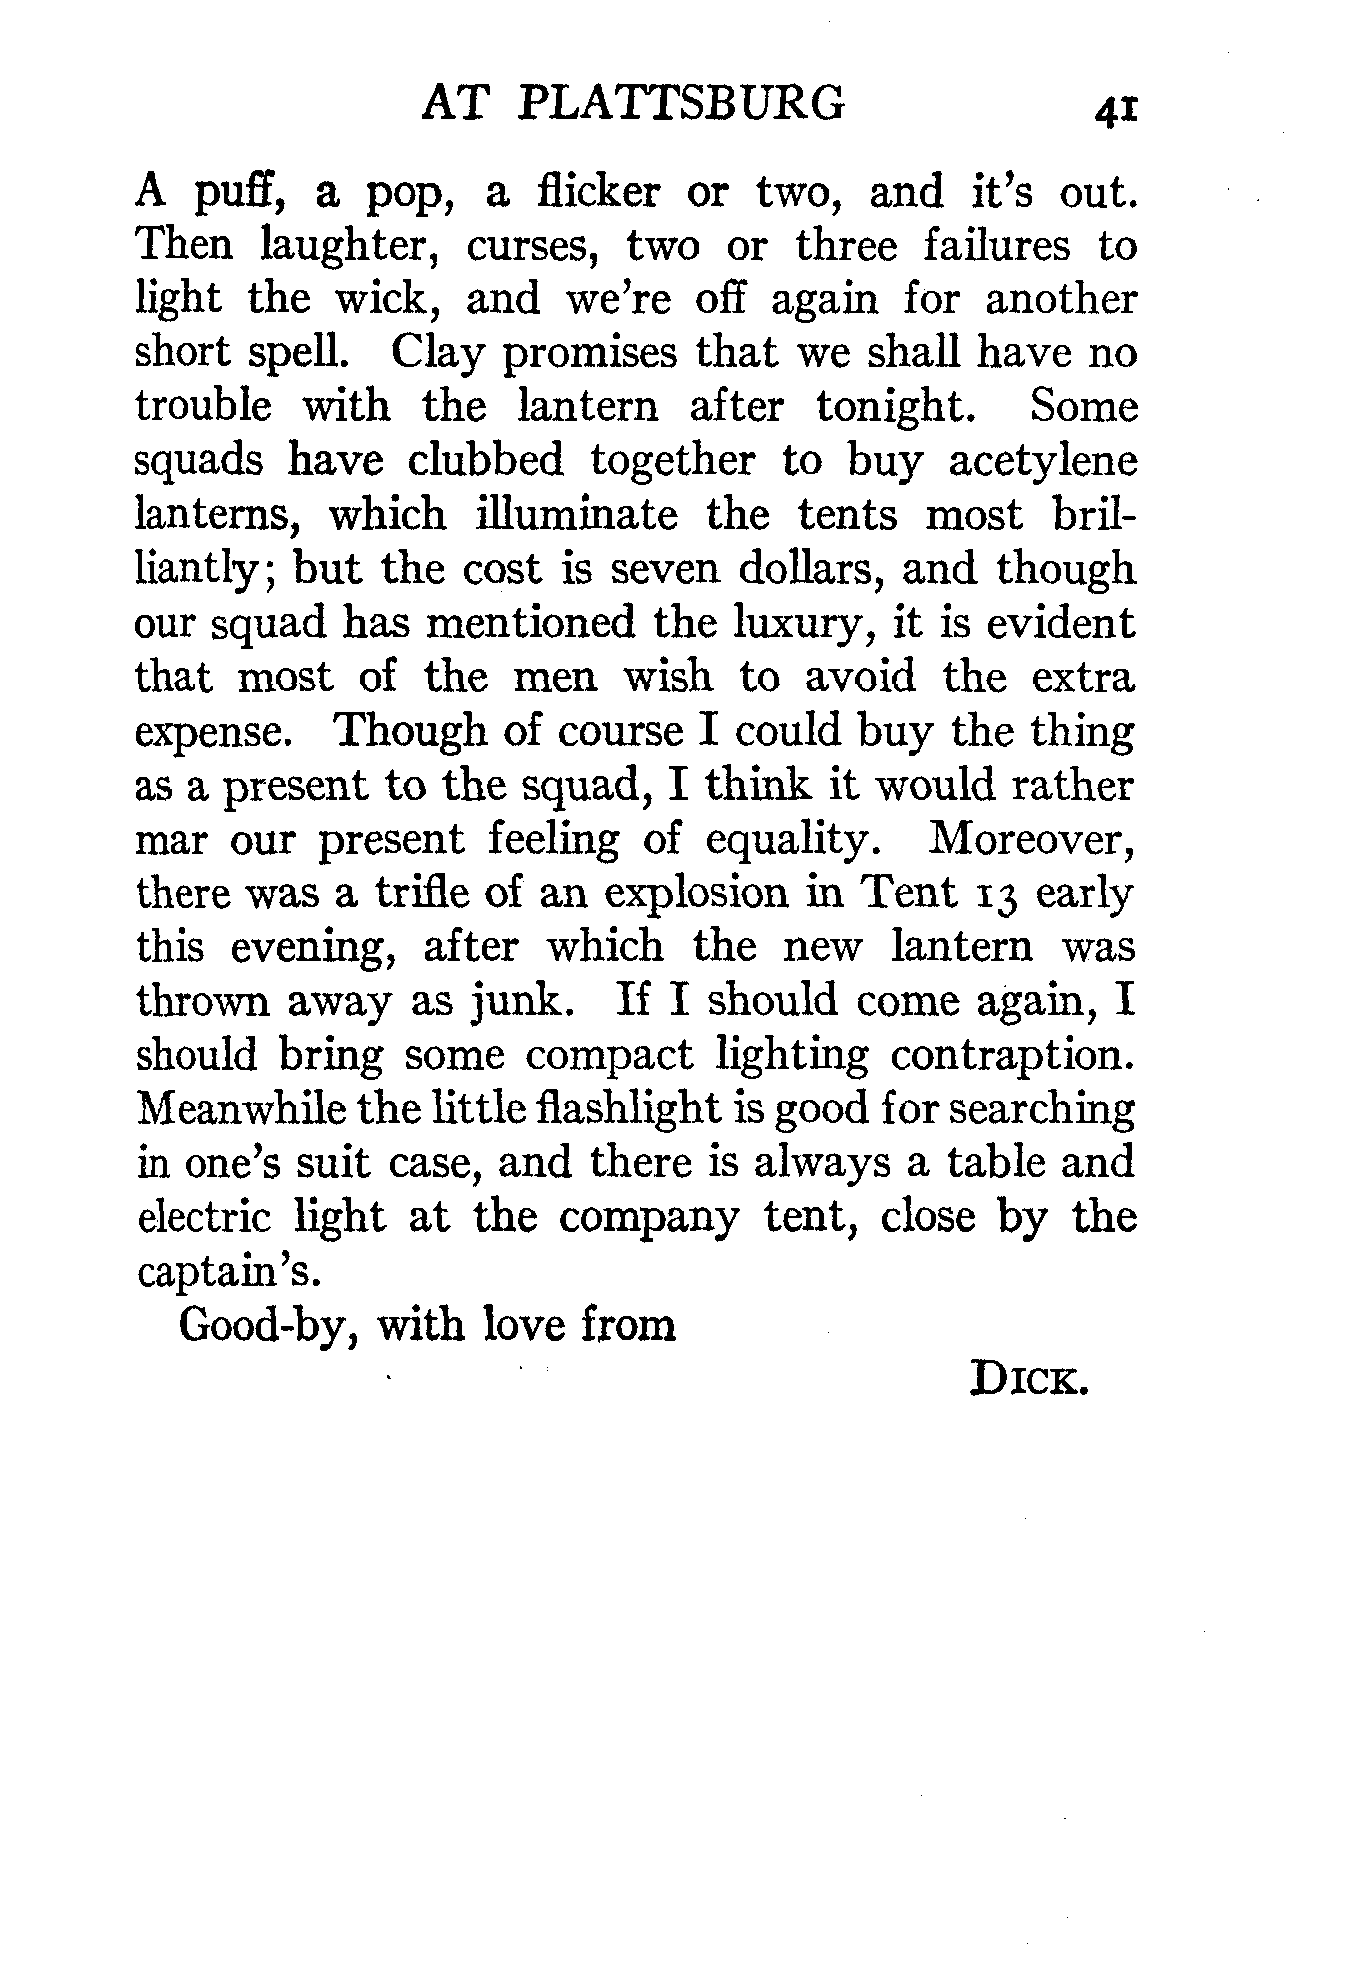 AT PLATTSBURG 41
A puff, a pop, a flicker or two, and it's out.
Then laughter, curses, two or three failures to
light the wick, and we're off again for another
short spell. Clay promises that we shall have no
trouble with the lantern after tonight. Some
squads have clubbed together to buy acetylene
lanterns, which illuminate the tents most bril-
liantly; but the cost is seven dollars, and though
our squad has mentioned the luxury, it is evident
that most of the men wish to avoid the extra
expense. Though of course I could buy the thing
as a present to the squad, I think it would rather
mar our present feeling of equality. Moreover,
there was a trifle of an explosion in Tent 13 early
this evening, after which the new lantern was
thrown away as junk. If I should come again, I
should bring some compact lighting contraption.
Meanwhile the little flashlight is good for searching
in one's suit case, and there is always a table and
electric light at the company tent, close by the
captain's.
Good-by, with love from
DICK.